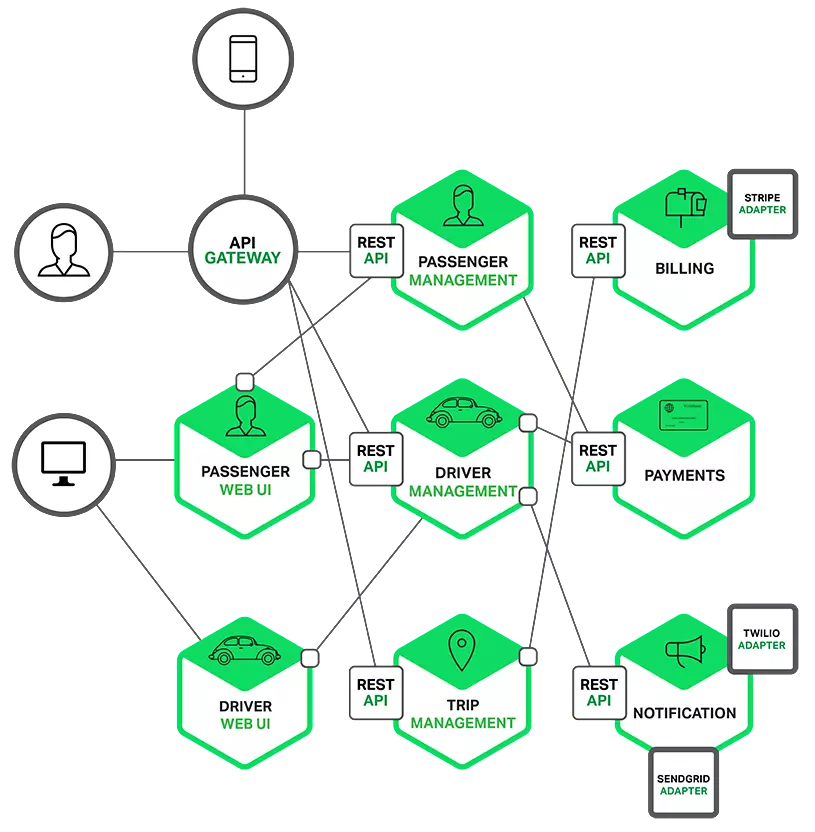 API
GATEWAY
REST
API
PASSENGER
MANAGEMENT
REST
API
BILLING
STRIPE
ADAPTER
PASSENGER
WEB UI
REST
API
DRIVER
MANAGEMENT
REST
API
PAYMENTS
DRIVER
WEB UI
REST
API
TRIP
MANAGEMENT
REST
API
NOTIFICATION
TWILIO
ADAPTER
SENDGRID
ADAPTER